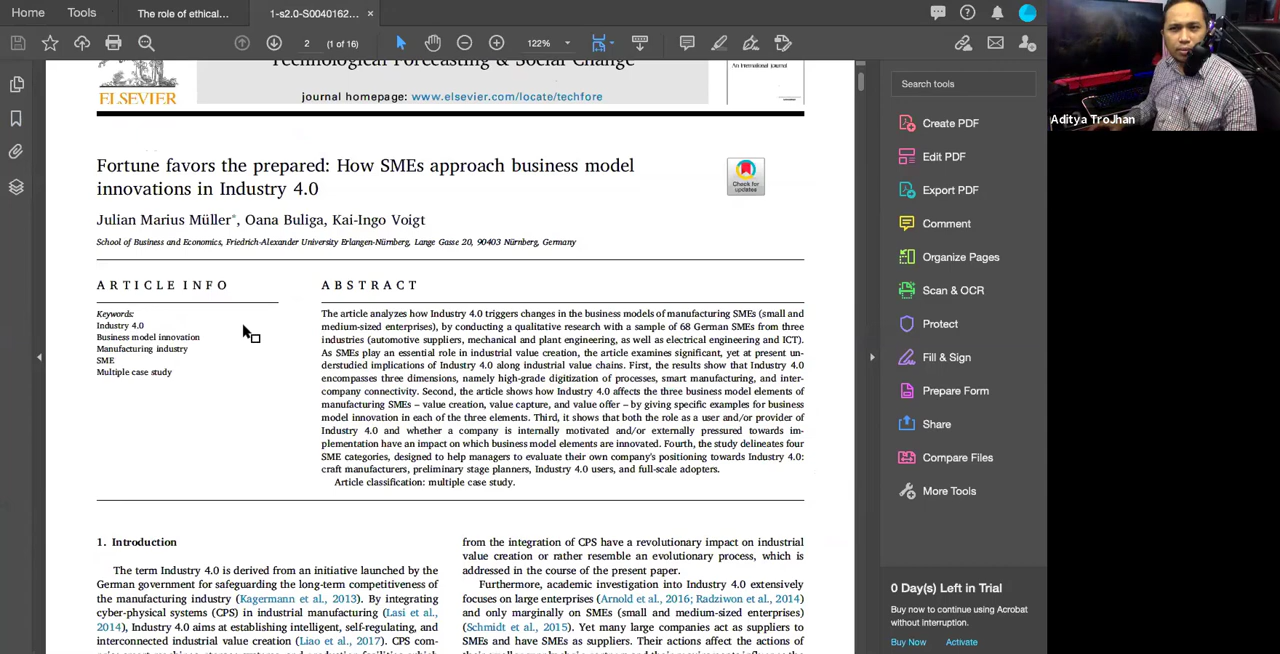 Home
Tools
The role of ethical...
1-s2.0-S0040162...
2
(1 of 16)
122%
Aditya TroJhan
Search tools
Create PDF
Edit PDF
Export PDF
Comment
Organize Pages
Scan & OCR
Protect
Fill & Sign
Prepare Form
Share
Compare Files
More Tools
0 Day(s) Left in Trial
Buy now to continue using Acrobat
without interruption.
Buy Now
Activate
Technological Forecasting & Social Change
ELSEVIER
journal homepage: www.elsevier.com/locate/techfore
An International Journal
Fortune favors the prepared: How SMEs approach business model
innovations in Industry 4.0
Check for
updates
Julian Marius Müller*, Oana Buliga, Kai-Ingo Voigt
School of Business and Economics, Friedrich-Alexander University Erlangen-Nürnberg, Lange Gasse 20, 90403 Nürnberg, Germany
ARTICLE INFO
Keywords:
Industry 4.0
Business model innovation
Manufacturing industry
SME
Multiple case study
ABSTRACT
The article analyzes how Industry 4.0 triggers changes in the business models of manufacturing SMEs (small and
medium-sized enterprises), by conducting a qualitative research with a sample of 68 German SMEs from three
industries (automotive suppliers, mechanical and plant engineering, as well as electrical engineering and ICT).
As SMEs play an essential role in industrial value creation, the article examines significant, yet at present un-
derstudied implications of Industry 4.0 along industrial value chains. First, the results show that Industry 4.0
encompasses three dimensions, namely high-grade digitization of processes, smart manufacturing, and inter-
company connectivity. Second, the article shows how Industry 4.0 affects the three business model elements of
manufacturing SMEs – value creation, value capture, and value offer – by giving specific examples for business
model innovation in each of the three elements. Third, it shows that both the role as a user and/or provider of
Industry 4.0 and whether a company is internally motivated and/or externally pressured towards im-
plementation have an impact on which business model elements are innovated. Fourth, the study delineates four
SME categories, designed to help managers to evaluate their own company's positioning towards Industry 4.0:
craft manufacturers, preliminary stage planners, Industry 4.0 users, and full-scale adopters.
Article classification: multiple case study.
1. Introduction
The term Industry 4.0 is derived from an initiative launched by the
German government for safeguarding the long-term competitiveness of
the manufacturing industry (Kagermann et al., 2013). By integrating
cyber-physical systems (CPS) in industrial manufacturing (Lasi et al.,
2014), Industry 4.0 aims at establishing intelligent, self-regulating, and
interconnected industrial value creation (Liao et al., 2017). CPS com-
from the integration of CPS have a revolutionary impact on industrial
value creation or rather resemble an evolutionary process, which is
addressed in the course of the present paper.
Furthermore, academic investigation into Industry 4.0 extensively
focuses on large enterprises (Arnold et al., 2016; Radziwon et al., 2014)
and only marginally on SMEs (small and medium-sized enterprises)
(Schmidt et al., 2015). Yet many large companies act as suppliers to
SMEs and have SMEs as suppliers. Their actions affect the actions of